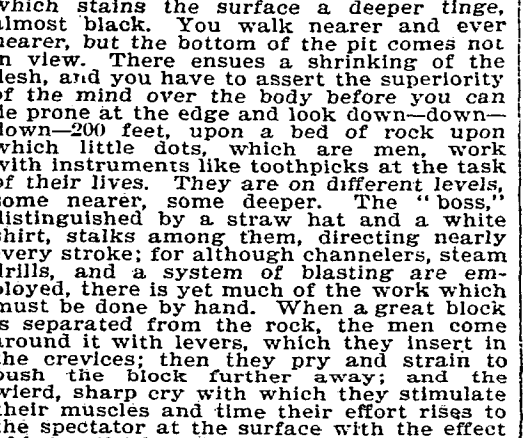 which stains the surface a deeper tinge,
almost black. You walk nearer and ever
nearer, but the bottom of the pit comes not
in view. There ensues a shrinking of the
flesh, and you have to assert the superiority
of the mind over the body before you can
lie prone at the edge and look down—down—
down—200 feet, upon a bed of rock upon
which little dots, which are men, work
with instruments like toothpicks at the task
of their lives. They are on different levels,
some nearer, some deeper. The "boss,"
distinguished by a straw hat and a white
shirt, stalks among them, directing nearly
every stroke; for although channelers, steam
drills, and a system of blasting are em-
ployed, there is yet much of the work which
must be done by hand. When a great block
is separated from the rock, the men come
around it with levers, which they insert in
the crevices; then they pry and strain to
push the block further away; and the
wierd, sharp cry with which they stimulate
their muscles and time their effort rises to
the spectator at the surface with the effect